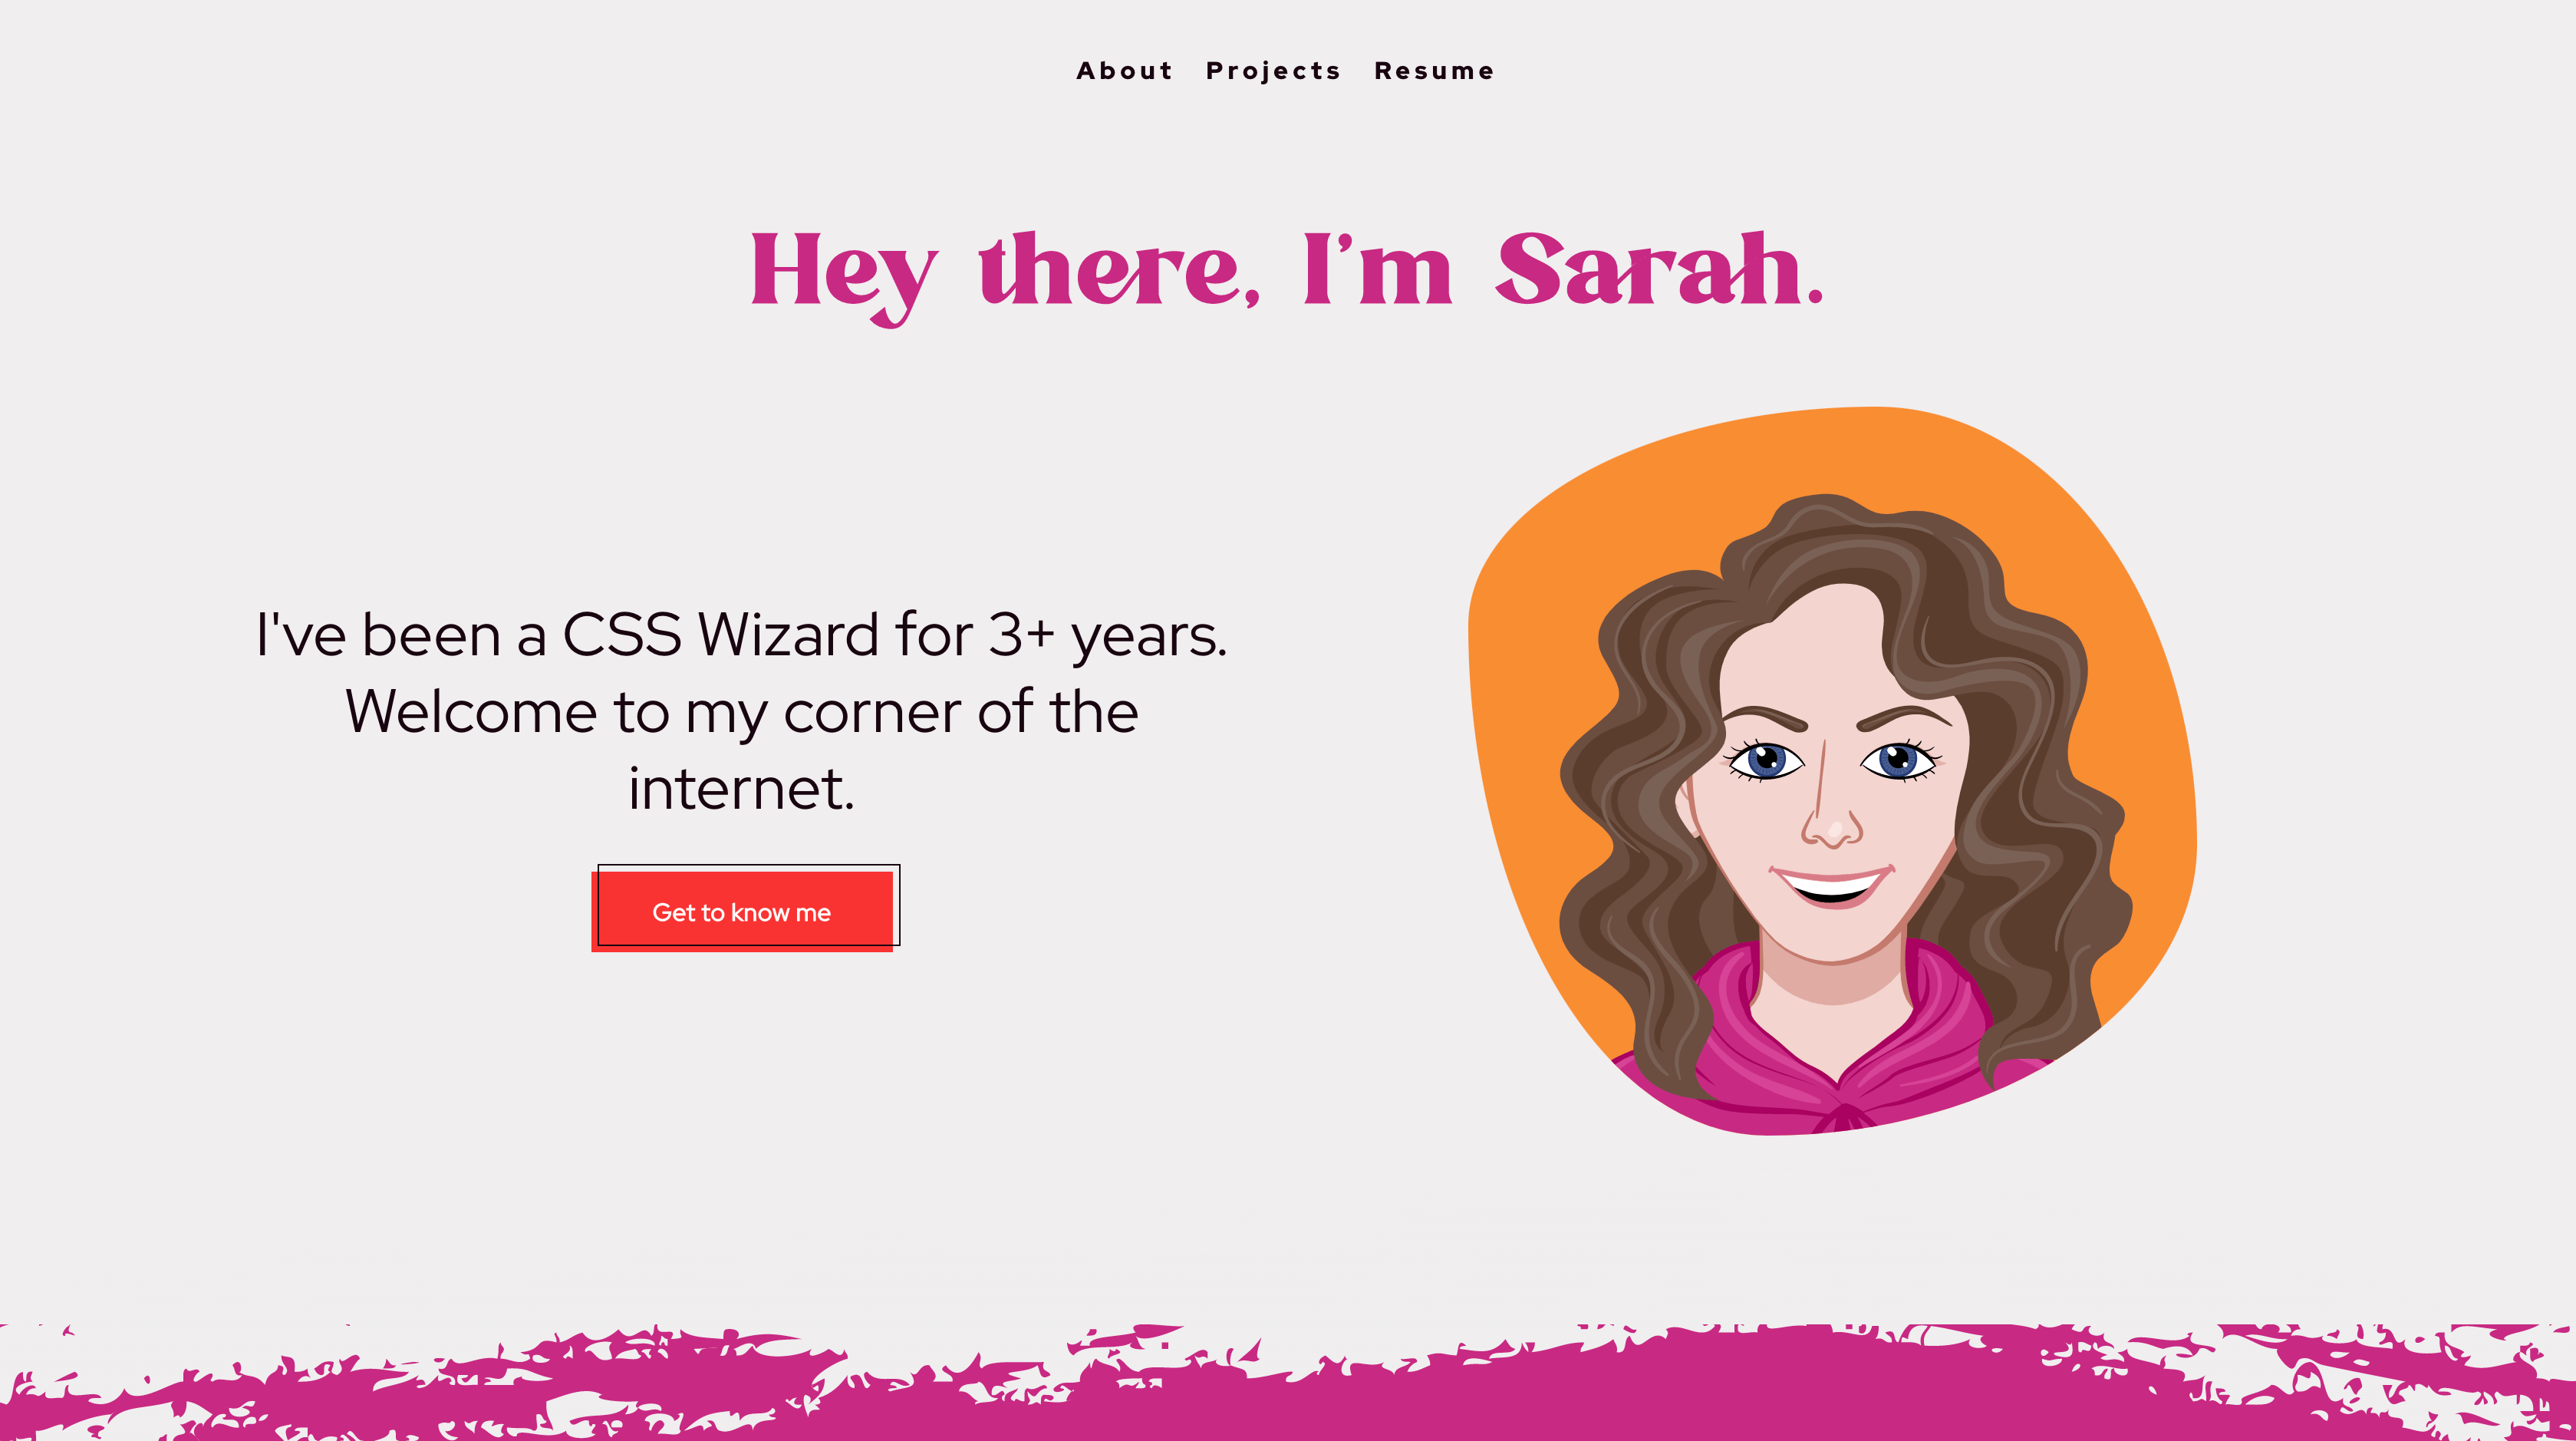 About Projects Resume
Hey there, I’m Sarah.
I've been a CSS Wizard for 3+ years.
Welcome to my corner of the
internet.
Get to know me